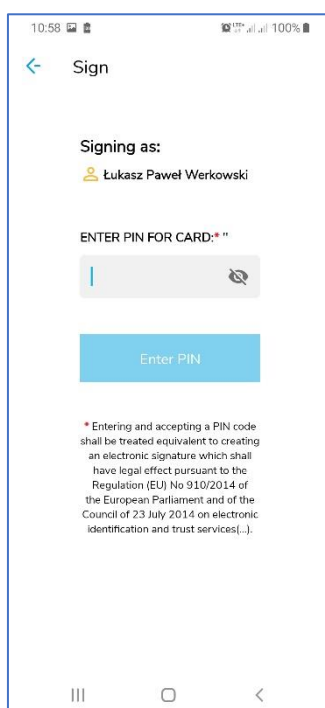 10:58 100%
Sign
Signing as:
Łukasz Paweł Werkowski
ENTER PIN FOR CARD:* "
Enter PIN
* Entering and accepting a PIN code
shall be treated equivalent to creating
an electronic signature which shall
have legal effect pursuant to the
Regulation (EU) No 910/2014 of
the European Parliament and of the
Council of 23 July 2014 on electronic
identification and trust services(...).